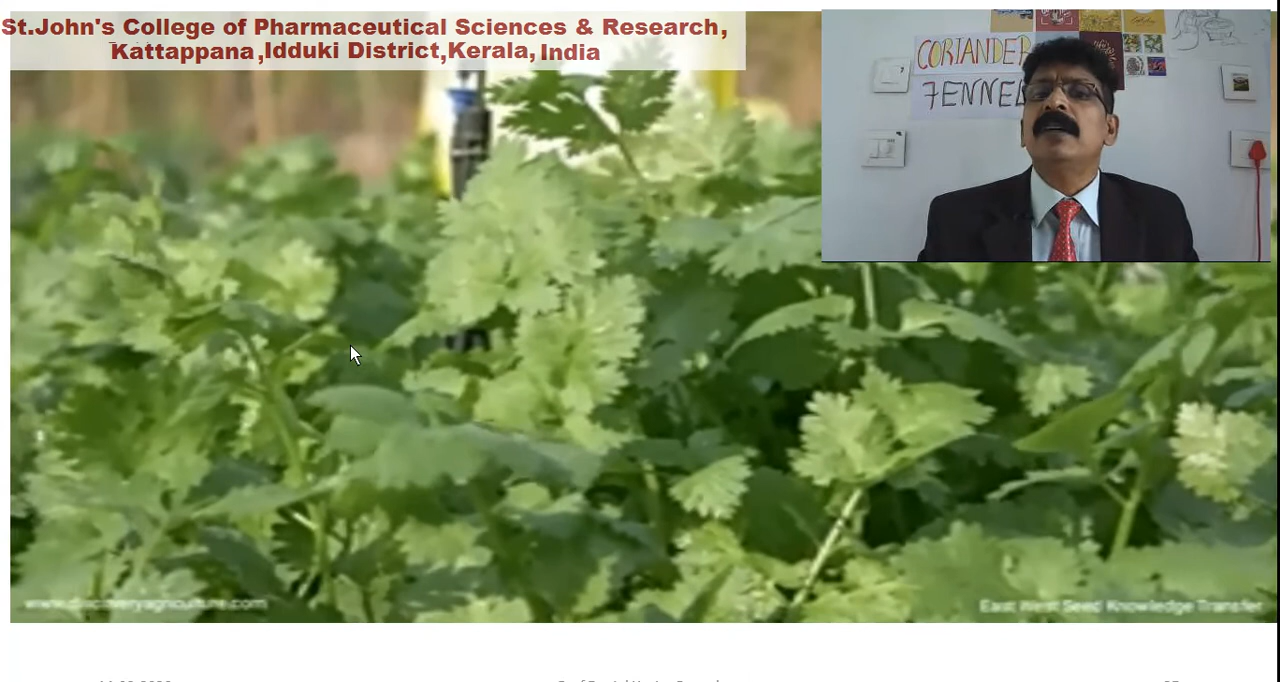 St.John's College of Pharmaceutical Sciences & Research,
Kattappana ,Idduki District,Kerala, India
CORIANDER
FENNEL
www.discoveryagriculture.com
East West Seed Knowledge Transfer